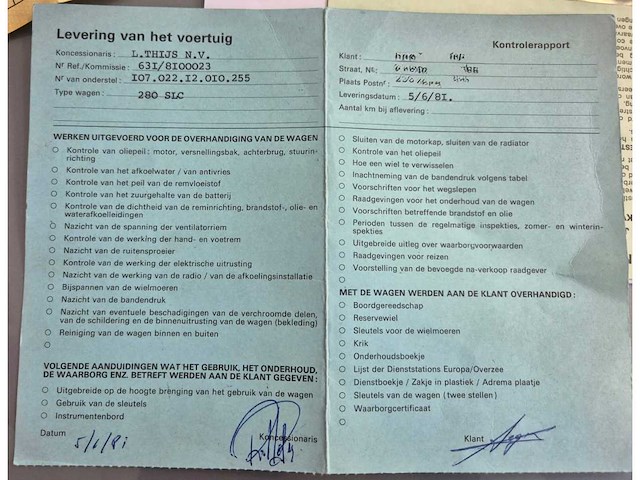 Levering van het voertuig
Koncessionaris : L.THIJS N.V.
Nr Ref./Kommissie : 63I/8I00023
Nr van onderstel : I07.022.I2.0I0.255
Type wagen : 280 SLC
WERKEN UITGEVOERD VOOR DE OVERHANDIGING VAN DE WAGEN
Kontrole van oliepeil : motor, versnellingsbak, achterbrug, stuurin-
richting
Kontrole van het afkoelwater / van antivries
Kontrole van het peil van de remvloeistof
Kontrole van het zuurgehalte van de batterij
Kontrole van de dichtheid van de reminrichting, brandstof-, olie- en
waterafkoelleidingen
Nazicht van de spanning der ventilatorriem
Kontrole van de werking der hand- en voetrem
Nazicht van de ruitensproeier
Kontrole van de werking der elektrische uitrusting
Nazicht van de werking van de radio / van de afkoelingsinstallatie
Bijspannen van de wielmoeren
Nazicht van de bandendruk
Nazicht van eventuele beschadigingen van de verchroomde delen,
van de schildering en de binnenuitrusting van de wagen (bekleding)
Reiniging van de wagen binnen en buiten
VOLGENDE AANDUIDINGEN WAT HET GEBRUIK, HET ONDERHOUD,
DE WAARBORG ENZ. BETREFT WERDEN AAN DE KLANT GEGEVEN :
Uitgebreide op de hoogte brenging van het gebruik van de wagen
Gebruik van de sleutels
Instrumentenbord
Datum 5/6/81 Koncessionaris
Kontrolerapport
Klant :
Straat, Nr. :
Plaats Postnr :
Leveringsdatum : 5/6/8I.
Aantal km bij aflevering :
Sluiten van de motorkap, sluiten van de radiator
Kontrole van het oliepeil
Hoe een wiel te verwisselen
Inachtneming van de bandendruk volgens tabel
Voorschriften voor het wegslepen
Raadgevingen voor het onderhoud van de wagen
Voorschriften betreffende brandstof en olie
Perioden tussen de regelmatige inspekties, zomer- en winterin-
spekties
Uitgebreide uitleg over waarborgvoorwaarden
Raadgevingen voor reizen
Voorstelling van de bevoegde na-verkoop raadgever
MET DE WAGEN WERDEN AAN DE KLANT OVERHANDIGD :
Boordgereedschap
Reservewiel
Sleutels voor de wielmoeren
Krik
Onderhoudsboekje
Lijst der Dienststations Europa/Overzee
Dienstboekje / Zakje in plastiek / Adrema plaatje
Sleutels van de wagen (twee stellen)
Waarborgcertificaat
Klant